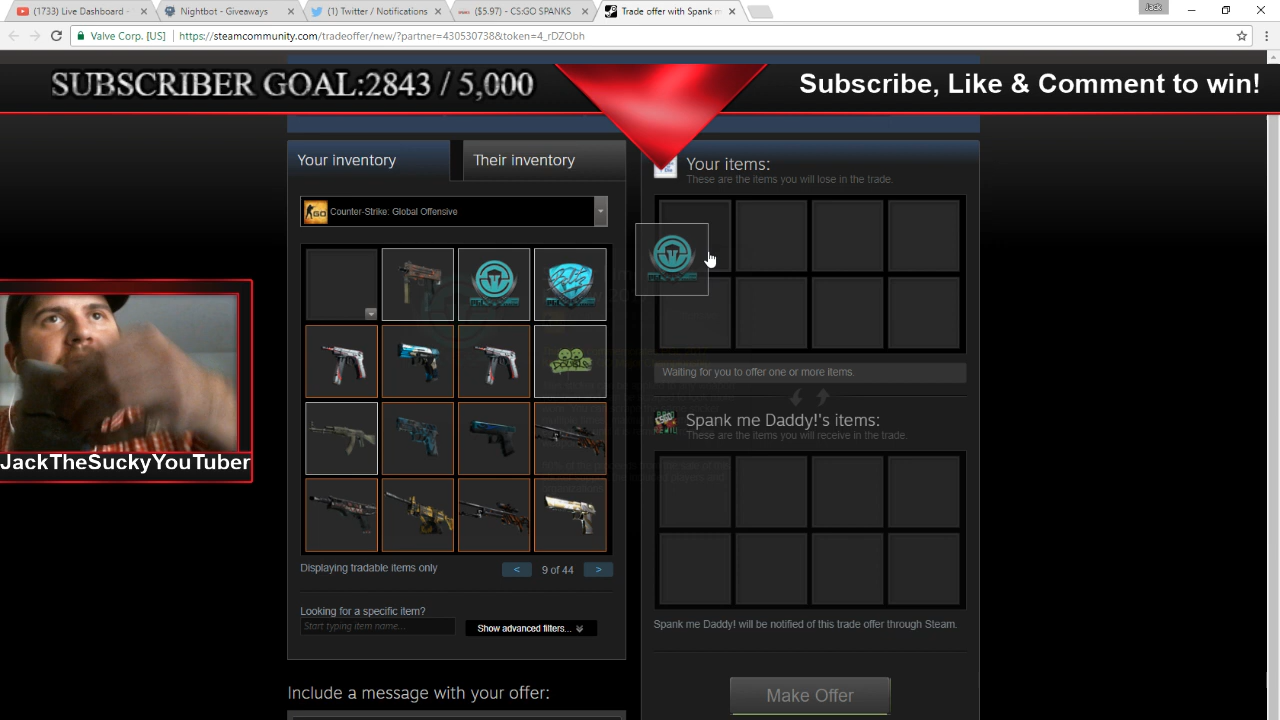 (1733) Live Dashboard -
Nightbot - Giveaways
(1) Twitter / Notifications
($5.97) - CS:GO SPANKS
Trade offer with Spank m
Jack
Valve Corp. [US]
https://steamcommunity.com/tradeoffer/new/?partner=430530738&token=4_rDZObh
SUBSCRIBER GOAL:2843 / 5,000
Subscribe, Like & Comment to win!
Your inventory
Their inventory
Counter-Strike: Global Offensive
Displaying tradable items only
< 9 of 44 >
Looking for a specific item?
Start typing item name...
Show advanced filters...
Include a message with your offer:
Your items:
These are the items you will lose in the trade.
Waiting for you to offer one or more items.
Spank me Daddy!'s items:
These are the items you will receive in the trade.
Spank me Daddy! will be notified of this trade offer through Steam.
Make Offer
JackTheSuckyYouTuber